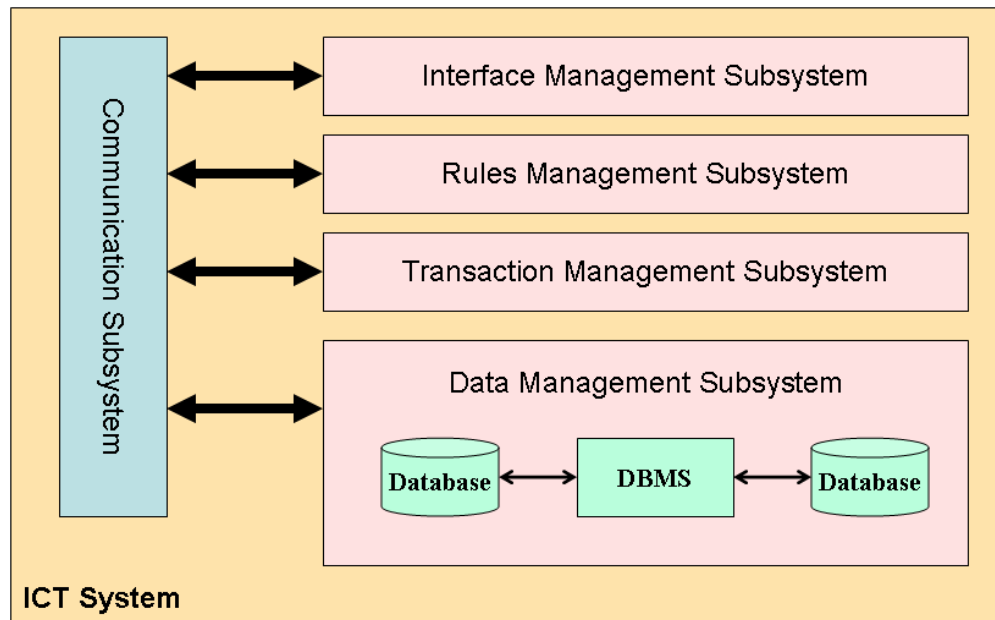 Communication Subsystem
Interface Management Subsystem
Rules Management Subsystem
Transaction Management Subsystem
Data Management Subsystem
Database
DBMS
Database
ICT System